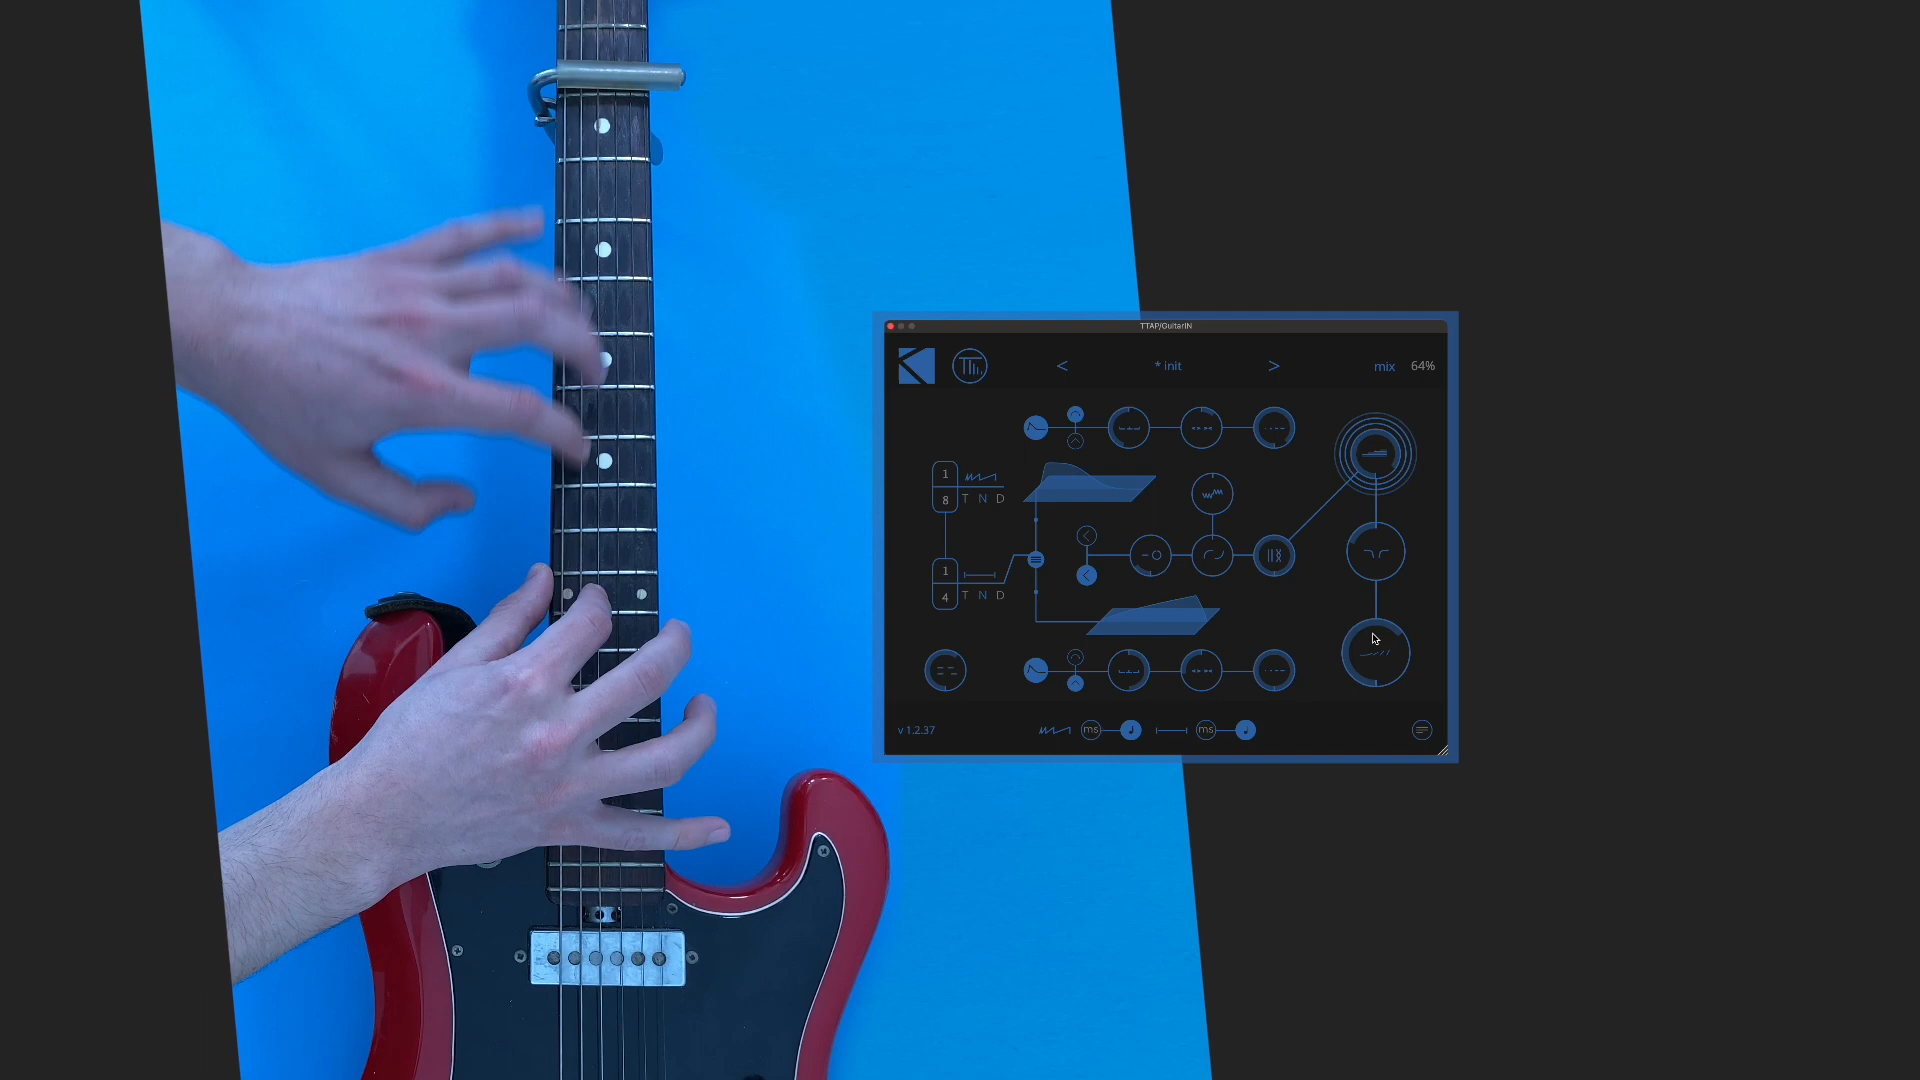 TTAP/GuitarIN
< * init > mix 64%
1
8 T N D
1
4 T N D
v 1.2.37 ms ms